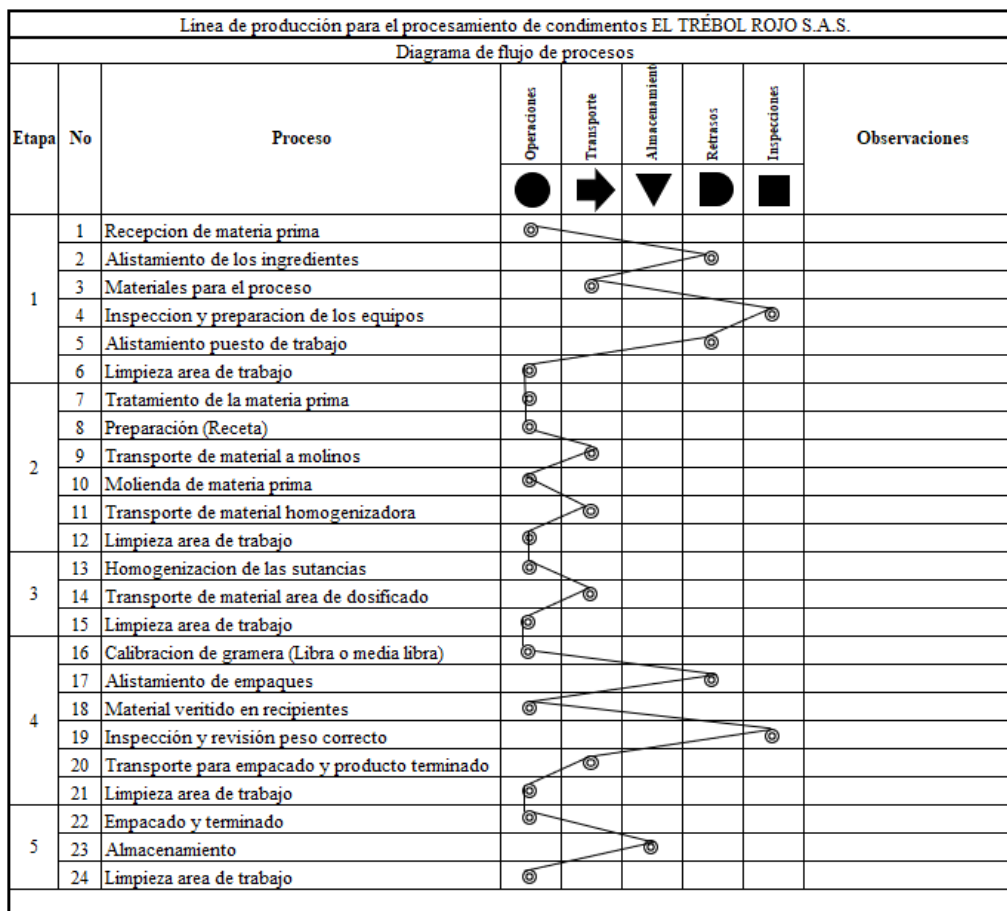 Línea de producción para el procesamiento de condimentos EL TRÉBOL ROJO S.A.S.
Diagrama de flujo de procesos
Etapa No Proceso Operaciones Transporte Almacenamient Retrasos Inspecciones Observaciones
1
1 Recepcion de materia prima
2 Alistamiento de los ingredientes
3 Materiales para el proceso
4 Inspeccion y preparacion de los equipos
5 Alistamiento puesto de trabajo
6 Limpieza area de trabajo
2
7 Tratamiento de la materia prima
8 Preparación (Receta)
9 Transporte de material a molinos
10 Molienda de materia prima
11 Transporte de material homogenizadora
12 Limpieza area de trabajo
3
13 Homogenizacion de las sutancias
14 Transporte de material area de dosificado
15 Limpieza area de trabajo
4
16 Calibracion de gramera (Libra o media libra)
17 Alistamiento de empaques
18 Material veritido en recipientes
19 Inspección y revisión peso correcto
20 Transporte para empacado y producto terminado
21 Limpieza area de trabajo
5
22 Empacado y terminado
23 Almacenamiento
24 Limpieza area de trabajo